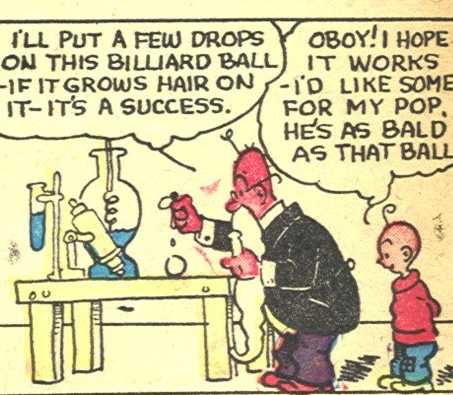 I'LL PUT A FEW DROPS
ON THIS BILLIARD BALL
-IF IT GROWS HAIR ON
IT-IT'S A SUCCESS.
OBOY! I HOPE
IT WORKS
-I'D LIKE SOME
FOR MY POP.
HE'S AS BALD
AS THAT BALL